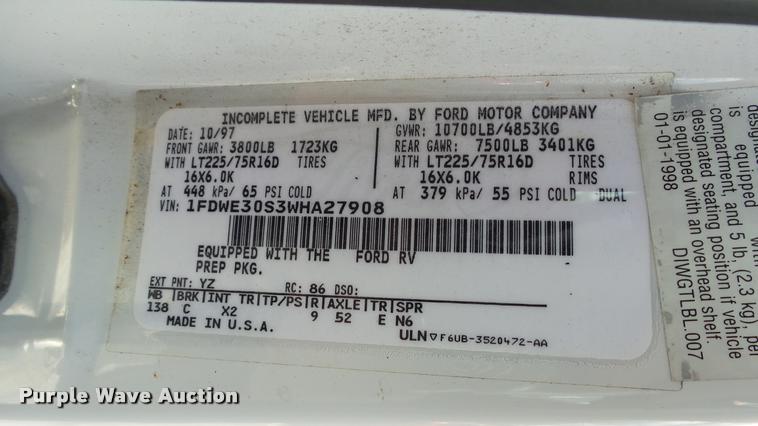 INCOMPLETE VEHICLE MFD. BY FORD MOTOR COMPANY
DATE: 10/97 GVWR: 10700LB/4853KG
FRONT GAWR: 3800LB 1723KG REAR GAWR: 7500LB 3401KG
WITH LT225/75R16D TIRES WITH LT225/75R16D TIRES
16X6.0K 16X6.0K RIMS
AT 448 kPa/ 65 PSI COLD AT 379 kPa/ 55 PSI COLD DUAL
VIN: 1FDWE30S3WHA27908
EQUIPPED WITH THE FORD RV
PREP PKG.
EXT PNT: YZ RC: 86 DSO:
WB BRK INT TR TP/PS R AXLE TR SPR
138 C X2 9 52 E N6
MADE IN U.S.A.
ULN F6UB-3520472-AA
is equipped with
compartment, and 5 lb, (2.3 kg), per
designated seating position if vehicle
is equipped with an overhead shelf.
01-01-1998 DIWGTLBL.007
Purple Wave Auction